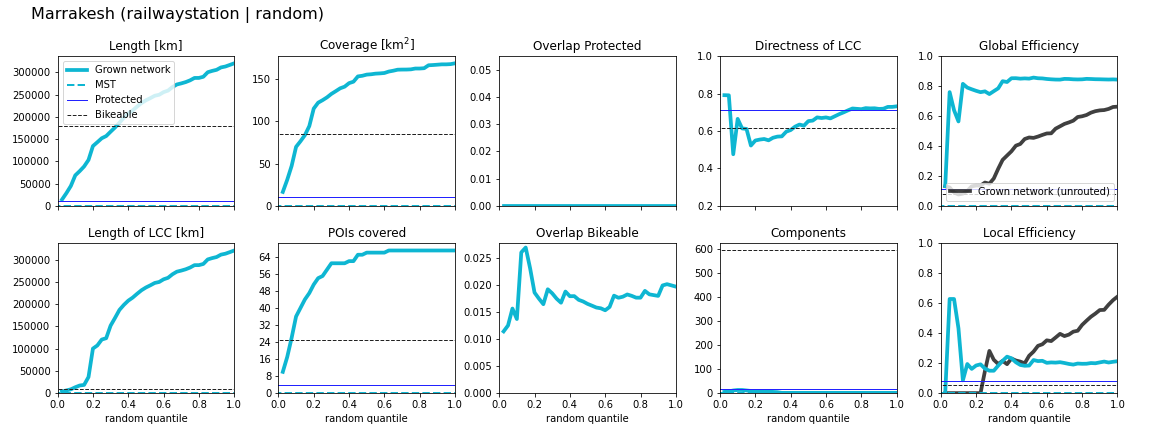 Marrakesh (railwaystation | random)
Length [km]
300000
250000
200000
150000
100000
50000
0
Grown network
MST
Protected
Bikeable
Coverage [km²]
150
100
50
0
Overlap Protected
0.05
0.04
0.03
0.02
0.01
0.00
Directness of LCC
1.0
0.8
0.6
0.4
0.2
Global Efficiency
1.0
0.8
0.6
0.4
0.2
0.0
Grown network (unrouted)
Length of LCC [km]
300000
250000
200000
150000
100000
50000
0
0.0 0.2 0.4 0.6 0.8 1.0
random quantile
POIs covered
64
56
48
40
32
24
16
8
0
0.0 0.2 0.4 0.6 0.8 1.0
random quantile
Overlap Bikeable
0.025
0.020
0.015
0.010
0.005
0.000
0.0 0.2 0.4 0.6 0.8 1.0
random quantile
Components
600
500
400
300
200
100
0
0.0 0.2 0.4 0.6 0.8 1.0
random quantile
Local Efficiency
1.0
0.8
0.6
0.4
0.2
0.0
0.0 0.2 0.4 0.6 0.8 1.0
random quantile